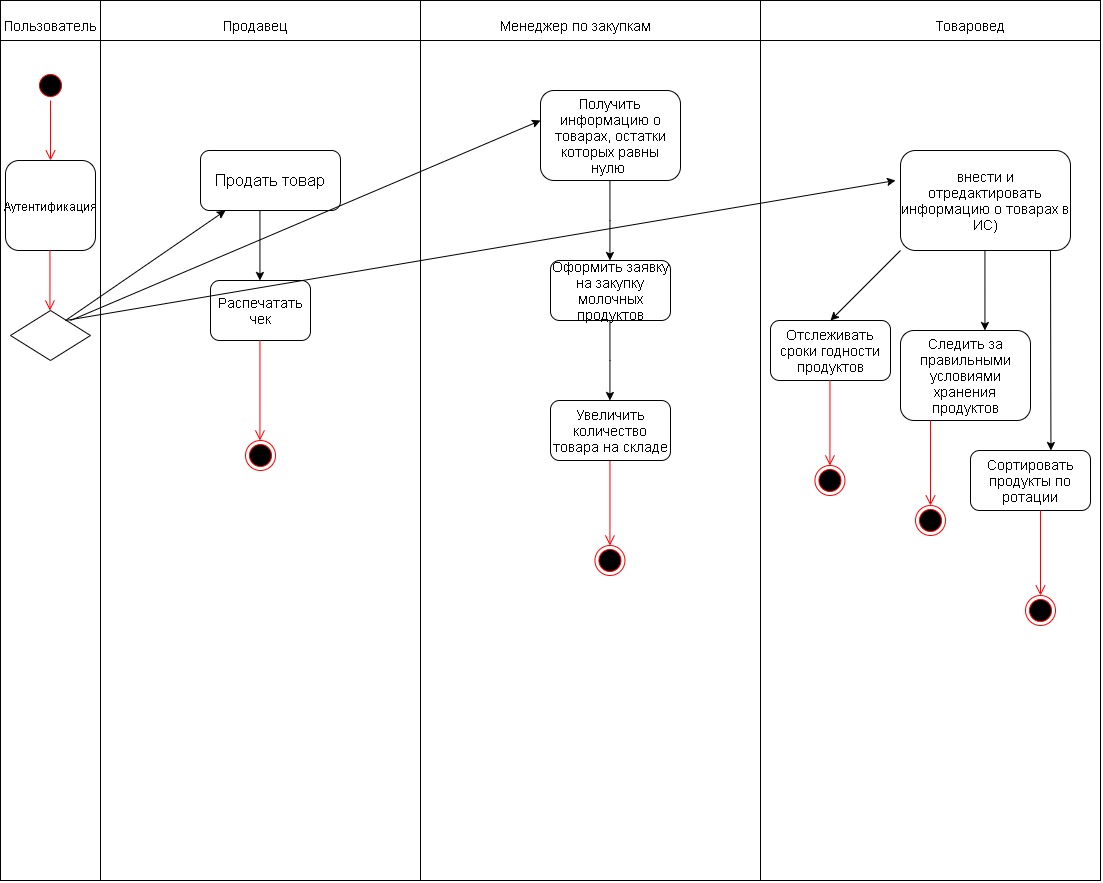 Пользователь
Продавец
Менеджер по закупкам
Товаровед
Аутентификация
Продать товар
Распечатать
чек
Получить
информацию о
товарах, остатки
которых равны
нулю
Оформить заявку
на закупку
молочных
продуктов
Увеличить
количество
товара на складе
внести и
отредактировать
информацию о товарах в
ИС)
Отслеживать
сроки годности
продуктов
Следить за
правильными
условиями
хранения
продуктов
Сортировать
продукты по
ротации